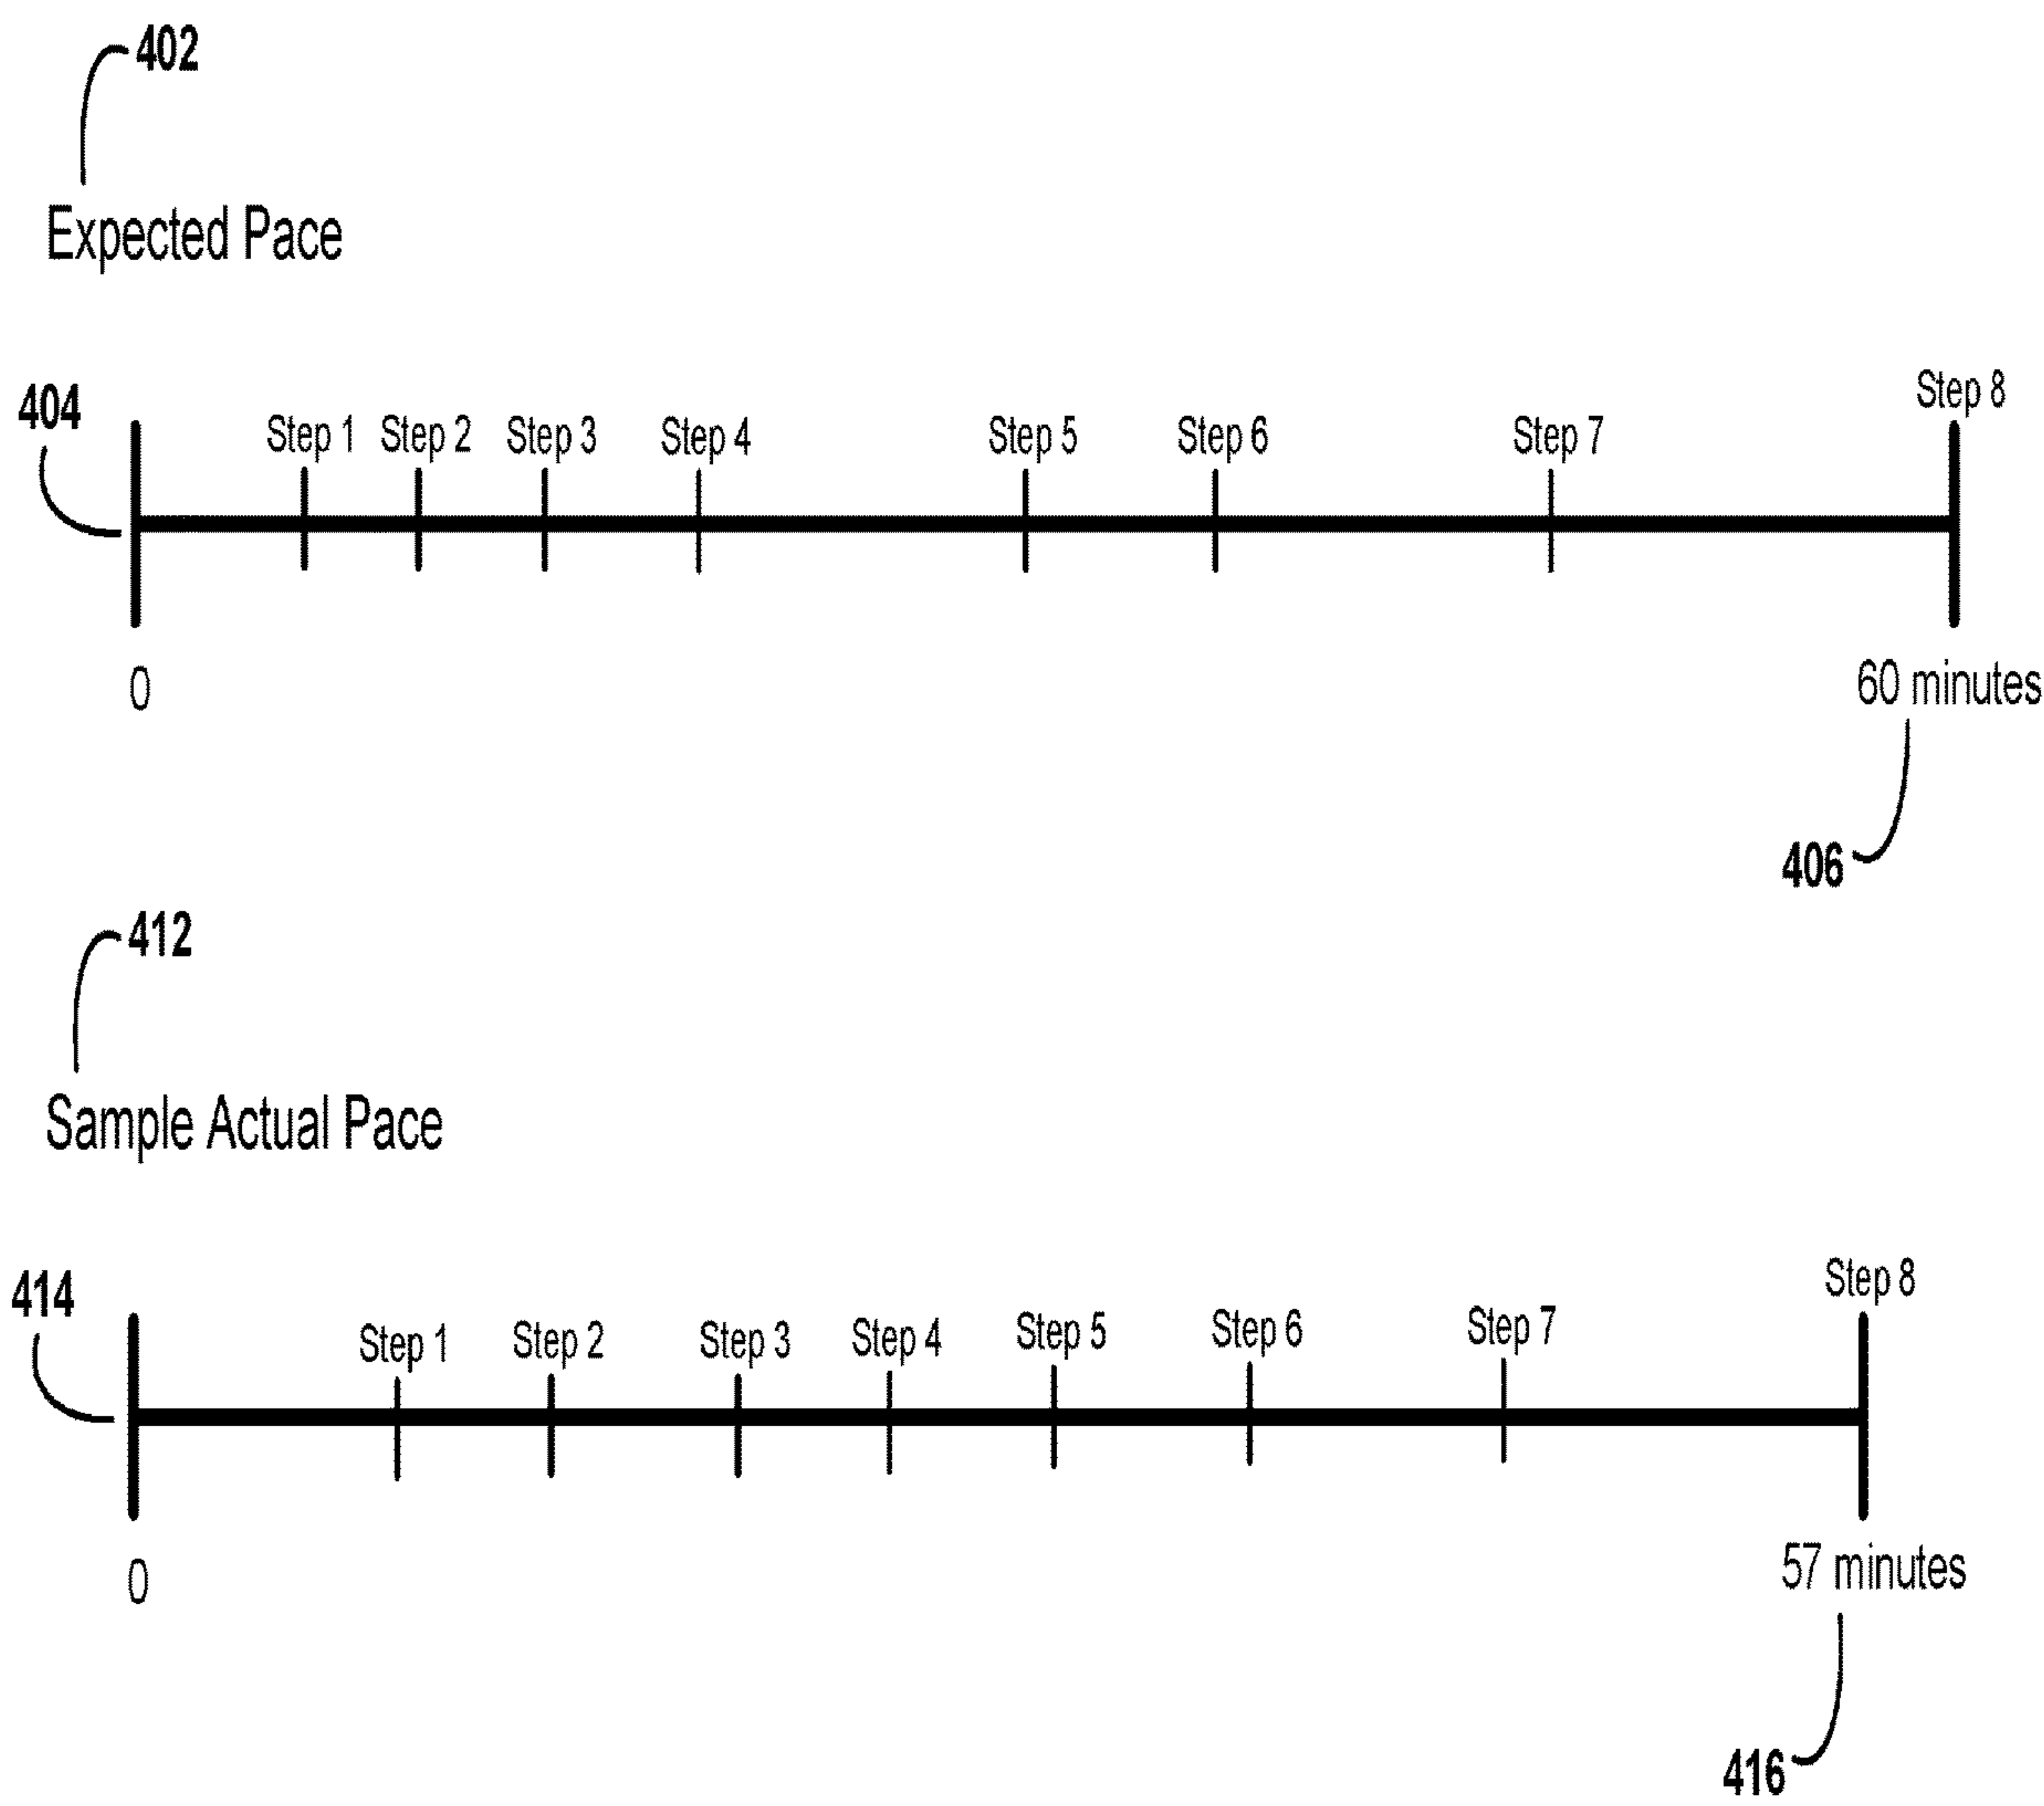 402
Expected Pace
404
Step 1 Step 2 Step 3 Step 4 Step 5 Step 6 Step 7 Step 8
0 60 minutes
406
412
Sample Actual Pace
414
Step 1 Step 2 Step 3 Step 4 Step 5 Step 6 Step 7 Step 8
0 57 minutes
416